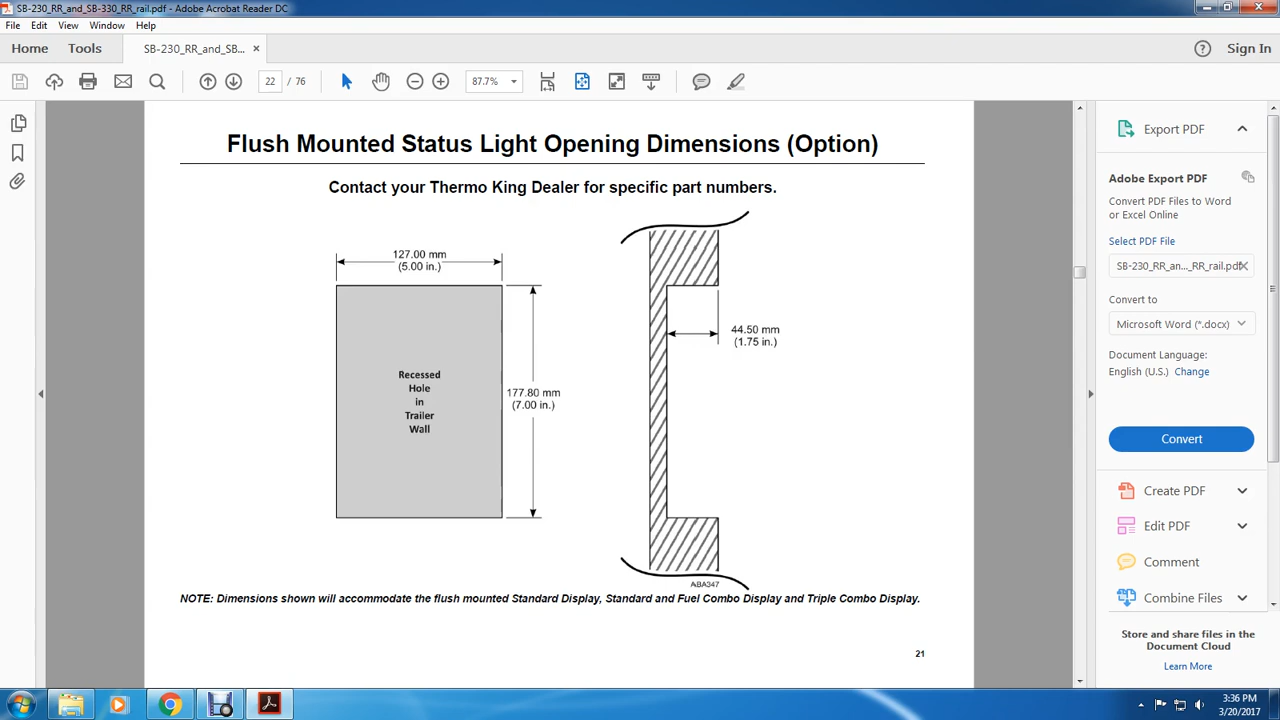 SB-230_RR_and_SB-330_RR_rail.pdf - Adobe Acrobat Reader DC
File Edit View Window Help
Home Tools SB-230_RR_and_SB... × Sign In
22 / 76 87.7%
Flush Mounted Status Light Opening Dimensions (Option)
Contact your Thermo King Dealer for specific part numbers.
127.00 mm
(5.00 in.)
44.50 mm
(1.75 in.)
Recessed
Hole
in
Trailer
Wall
177.80 mm
(7.00 in.)
ABA347
NOTE: Dimensions shown will accommodate the flush mounted Standard Display, Standard and Fuel Combo Display and Triple Combo Display.
21
Export PDF
Adobe Export PDF
Convert PDF Files to Word
or Excel Online
Select PDF File
SB-230_RR_an..._RR_rail.pdf
Convert to
Microsoft Word (*.docx)
Document Language:
English (U.S.) Change
Convert
Create PDF
Edit PDF
Comment
Combine Files
Store and share files in the
Document Cloud
Learn More
3:36 PM
3/20/2017